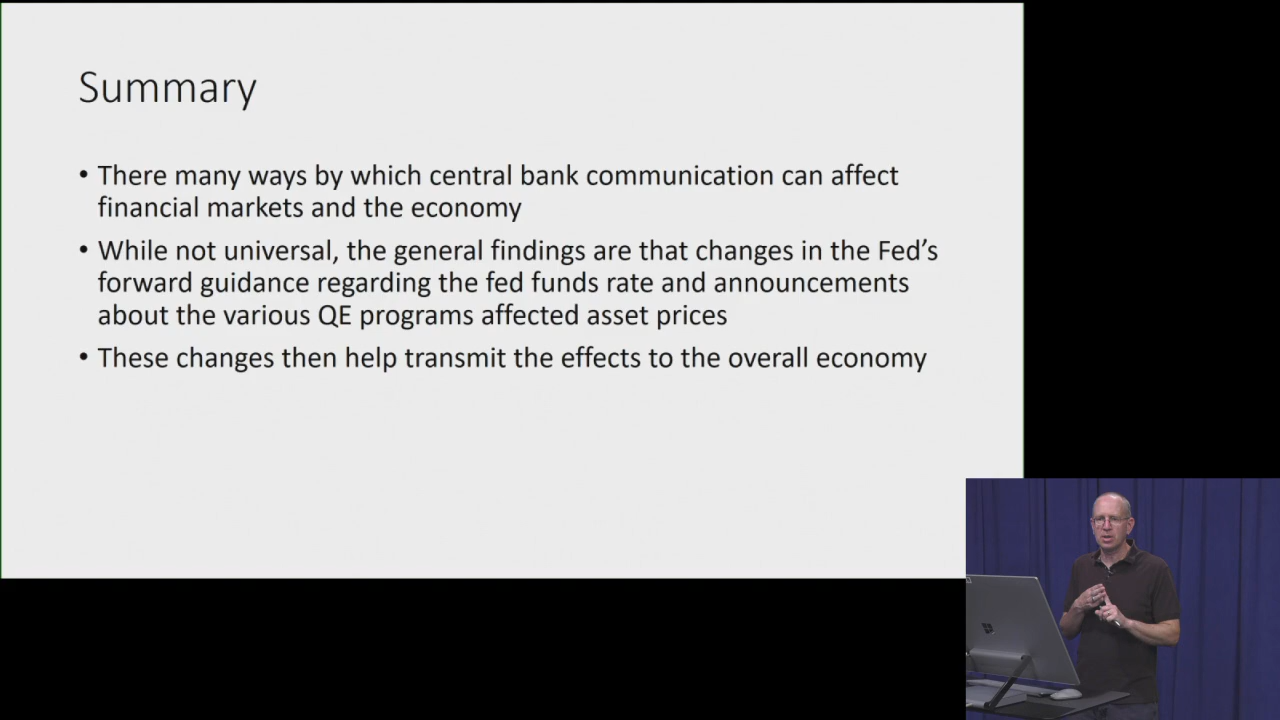 Summary
• There many ways by which central bank communication can affect
financial markets and the economy
• While not universal, the general findings are that changes in the Fed’s
forward guidance regarding the fed funds rate and announcements
about the various QE programs affected asset prices
• These changes then help transmit the effects to the overall economy